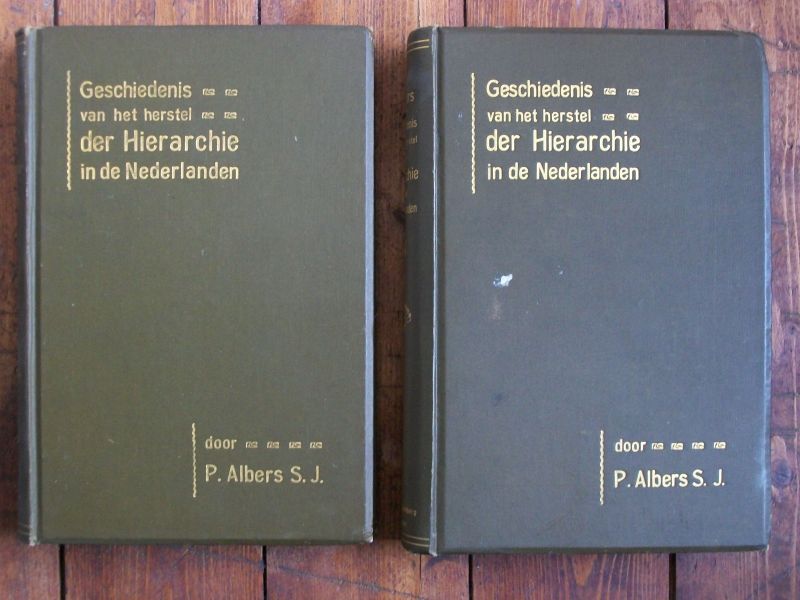 Geschiedenis
van het herstel
der Hierarchie
in de Nederlanden
door
P. Albers S. J.
Geschiedenis
van het herstel
der Hierarchie
in de Nederlanden
door
P. Albers S. J.